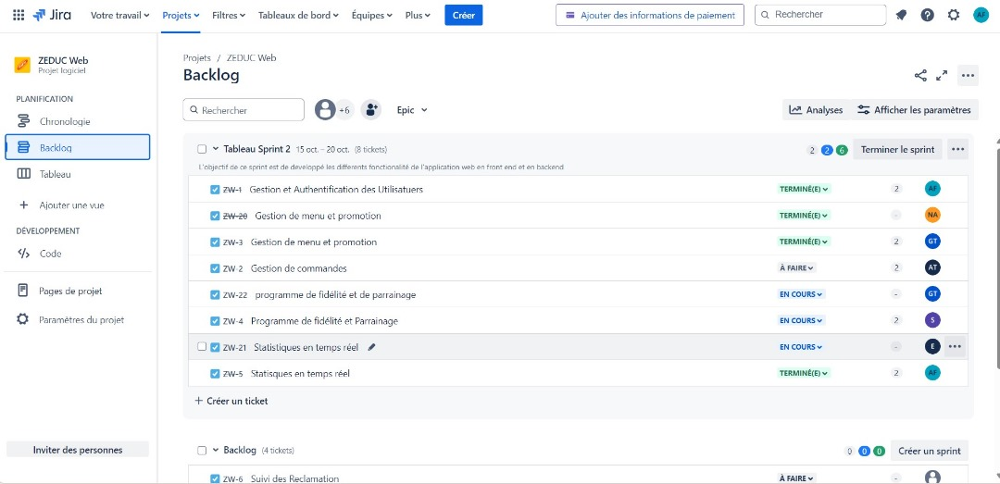 Jira Votre travail Projets Filtres Tableaux de bord Équipes Plus Créer Ajouter des informations de paiement Rechercher AF
ZEDUC Web
Projet logiciel
PLANIFICATION
Chronologie
Backlog
Tableau
Ajouter une vue
DÉVELOPPEMENT
Code
Pages de projet
Paramètres du projet
Inviter des personnes
Projets / ZEDUC Web
Backlog
Rechercher +6 Epic Analyses Afficher les paramètres
Tableau Sprint 2 15 oct. – 20 oct. (8 tickets) 2 2 6 Terminer le sprint
L'objectif de ce sprint est de developpé les differents fonctionalité de l'application web en front end et en backend
ZW-1 Gestion et Authentification des Utilisatuers TERMINÉ(E) 2 AF
ZW-20 Gestion de menu et promotion TERMINÉ(E) - NA
ZW-3 Gestion de menu et promotion TERMINÉ(E) 2 GT
ZW-2 Gestion de commandes À FAIRE 2 AT
ZW-22 programme de fidélité et de parrainage EN COURS - GT
ZW-4 Programme de fidélité et Parrainage EN COURS 2 S
ZW-21 Statistiques en temps réel EN COURS - E
ZW-5 Statisques en temps réel TERMINÉ(E) 2 AF
+ Créer un ticket
Backlog (4 tickets) 0 0 0 Créer un sprint
ZW-6 Suivi des Reclamation À FAIRE